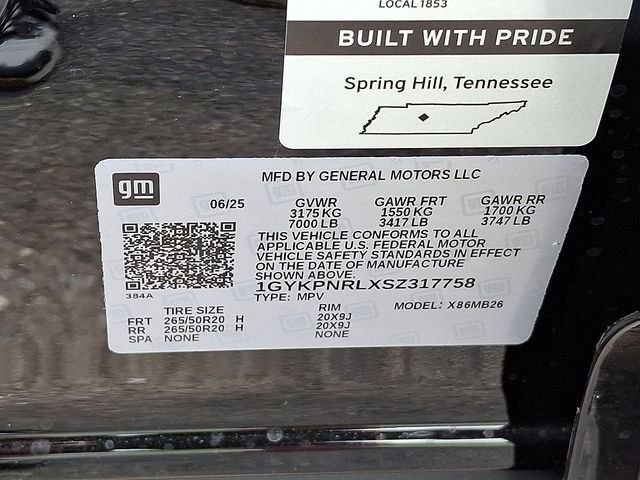 LOCAL 1853
BUILT WITH PRIDE
Spring Hill, Tennessee
gm
MFD BY GENERAL MOTORS LLC
06/25
GVWR GAWR FRT GAWR RR
3175 KG 1550 KG 1700 KG
7000 LB 3417 LB 3747 LB
THIS VEHICLE CONFORMS TO ALL
APPLICABLE U.S. FEDERAL MOTOR
VEHICLE SAFETY STANDARDS IN EFFECT
ON THE DATE OF MANUFACTURE
SHOWN ABOVE.
384A
1GYKPNRLXSZ317758
TYPE: MPV MODEL: X86MB26
TIRE SIZE RIM
FRT 265/50R20 H 20X9J
RR 265/50R20 H 20X9J
SPA NONE NONE